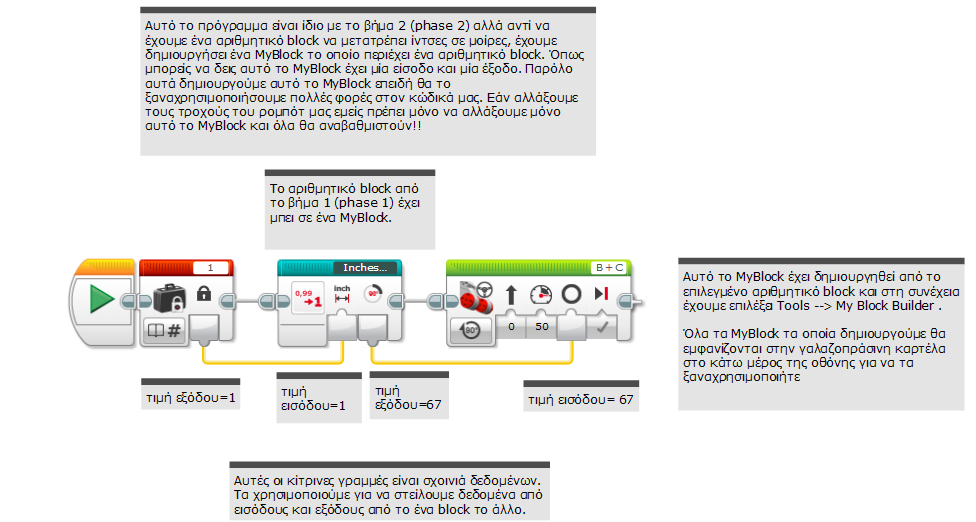 Αυτό το πρόγραμμα είναι ίδιο με το βήμα 2 (phase 2) αλλά αντί να
έχουμε ένα αριθμητικό block να μετατρέπει ίντσες σε μοίρες, έχουμε
δημιουργήσει ένα MyBlock το οποίο περιέχει ένα αριθμητικό block. Όπως
μπορείς να δεις αυτό το MyBlock έχει μία είσοδο και μία έξοδο. Παρόλο
αυτά δημιουργούμε αυτό το MyBlock επειδή θα το
ξαναχρησιμοποιήσουμε πολλές φορές στον κώδικά μας. Εάν αλλάξουμε
τους τροχούς του ρομπότ μας εμείς πρέπει μόνο να αλλάξουμε μόνο
αυτό το MyBlock και όλα θα αναβαθμιστούν!!
Το αριθμητικό block από
το βήμα 1 (phase 1) έχει
μπει σε ένα MyBlock.
1
Inches...
B + C
0,99
1
inch
90°
#
90°
0
50
τιμή εξόδου=1
τιμή
εισόδου=1
τιμή
εξόδου=67
τιμή εισόδου= 67
Αυτό το MyBlock έχει δημιουργηθεί από το
επιλεγμένο αριθμητικό block και στη συνέχεια
έχουμε επιλέξει Tools --> My Block Builder .
Όλα τα MyBlock τα οποία δημιουργούμε θα
εμφανίζονται στην γαλαζοπράσινη καρτέλα
στο κάτω μέρος της οθόνης για να τα
ξαναχρησιμοποιήτε
Αυτές οι κίτρινες γραμμές είναι σχοινιά δεδομένων.
Τα χρησιμοποιούμε για να στείλουμε δεδομένα από
εισόδους και εξόδους από το ένα block το άλλο.